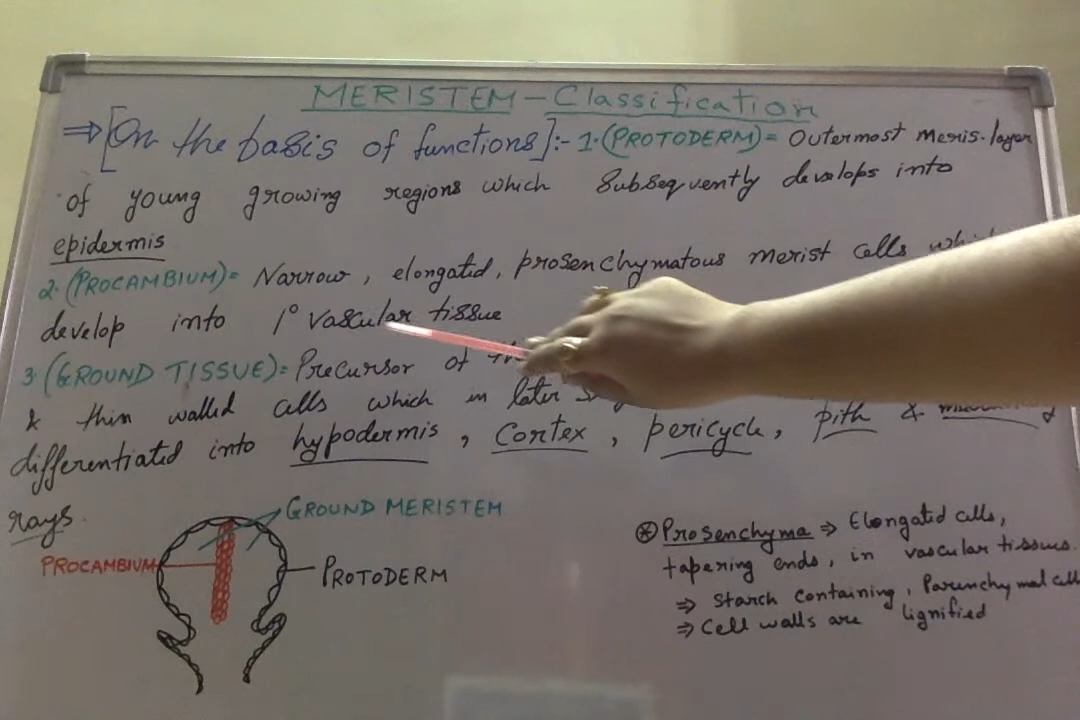 MERISTEM - Classification
⇒ [On the basis of functions] :- 1. (PROTODERM) = Outermost meris. layer
of young growing regions which subsequently develops into
epidermis
2. (PROCAMBIUM) = Narrow, elongated, prosenchymatous merist cells
develop into 1° vascular tissue
3. (GROUND TISSUE) = Precursor of
& thin walled cells which in later
differentiated into hypodermis, cortex, pericycle, pith &
rays.
GROUND MERISTEM
PROCAMBIUM
PROTODERM
⊛ Prosenchyma ⇒ Elongated cells,
tapering ends, in vascular tissues.
⇒ Starch containing, Parenchymal cell
⇒ Cell walls are lignified